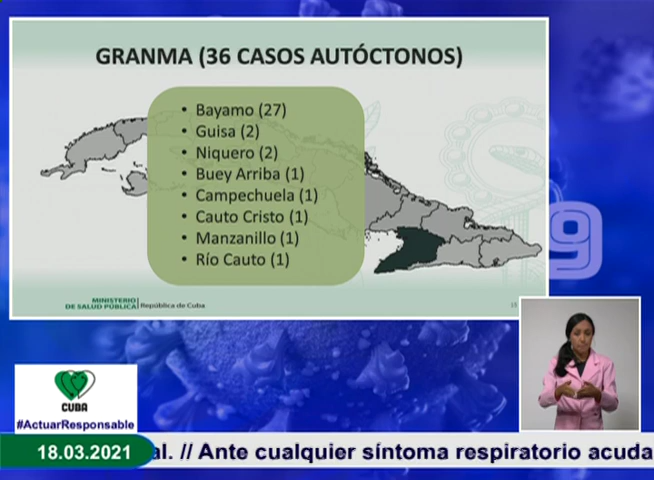 GRANMA (36 CASOS AUTÓCTONOS)
• Bayamo (27)
• Guisa (2)
• Niquero (2)
• Buey Arriba (1)
• Campechuela (1)
• Cauto Cristo (1)
• Manzanillo (1)
• Río Cauto (1)
MINISTERIO
DE SALUD PÚBLICA
República de Cuba
9
CUBA
#ActuarResponsable
18.03.2021
al. // Ante cualquier síntoma respiratorio acuda